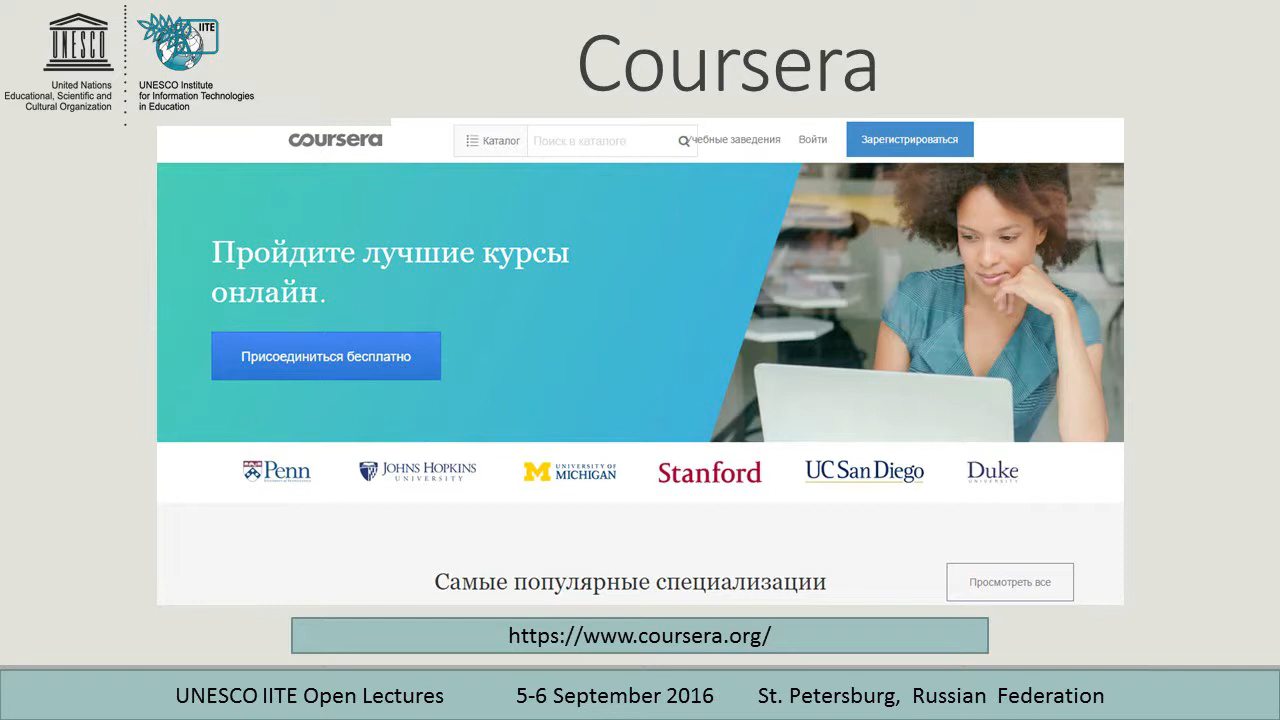 UNESCO
IITE
United Nations
Educational, Scientific and
Cultural Organization
UNESCO Institute
for Information Technologies
in Education
Coursera
coursera
Каталог
Поиск в каталоге
Учебные заведения
Войти
Зарегистрироваться
Пройдите лучшие курсы
онлайн.
Присоединиться бесплатно
Penn
JOHNS HOPKINS
UNIVERSITY
UNIVERSITY OF
MICHIGAN
Stanford
UC San Diego
Duke
UNIVERSITY
Самые популярные специализации
Просмотреть все
https://www.coursera.org/
UNESCO IITE Open Lectures 5-6 September 2016 St. Petersburg, Russian Federation